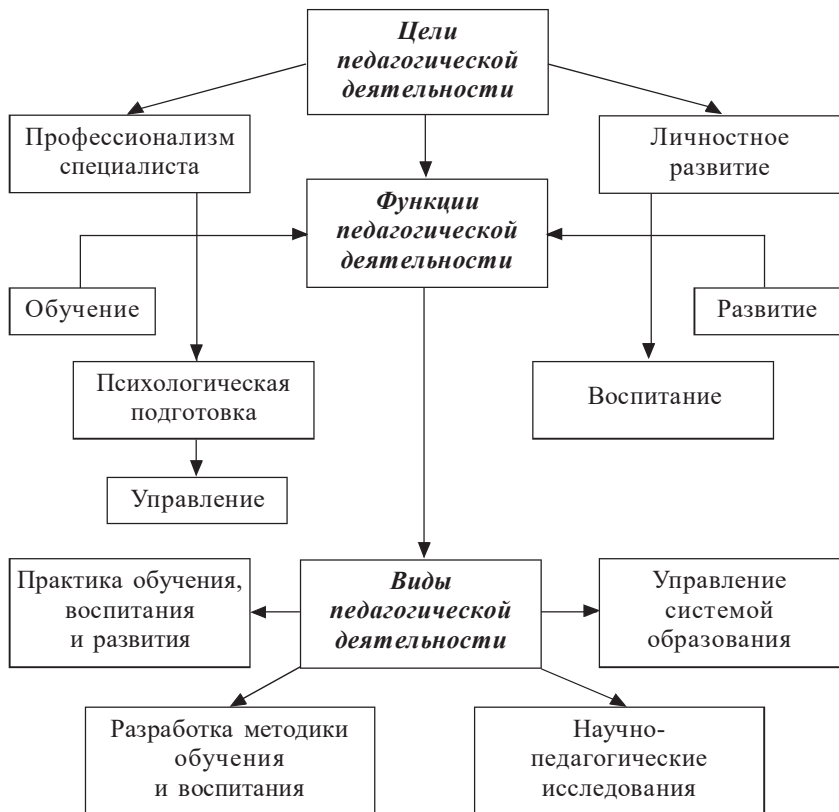 Цели
педагогической
деятельности
Профессионализм
специалиста
Личностное
развитие
Функции
педагогической
деятельности
Обучение
Развитие
Психологическая
подготовка
Воспитание
Управление
Практика обучения,
воспитания
и развития
Виды
педагогической
деятельности
Управление
системой
образования
Разработка методики
обучения
и воспитания
Научно-
педагогические
исследования